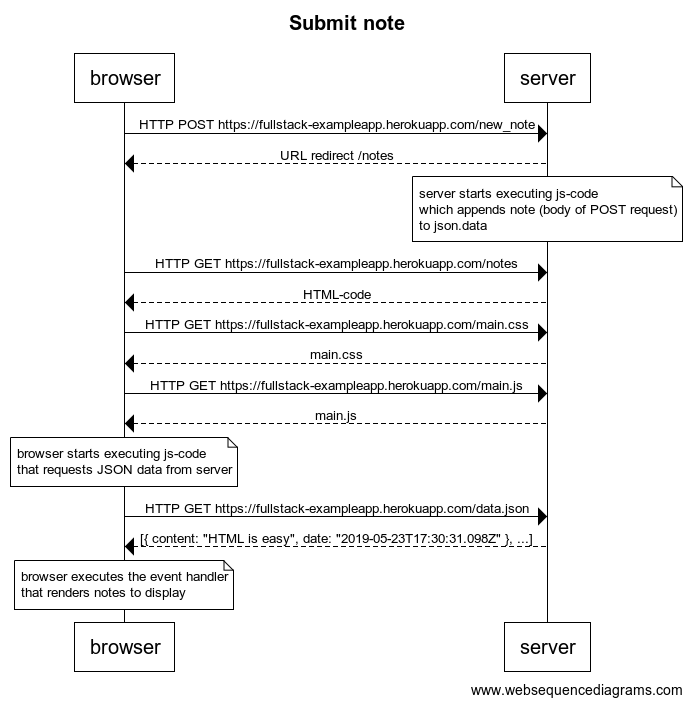 Submit note
browser
server
HTTP POST https://fullstack-exampleapp.herokuapp.com/new_note
URL redirect /notes
server starts executing js-code
which appends note (body of POST request)
to json.data
HTTP GET https://fullstack-exampleapp.herokuapp.com/notes
HTML-code
HTTP GET https://fullstack-exampleapp.herokuapp.com/main.css
main.css
HTTP GET https://fullstack-exampleapp.herokuapp.com/main.js
main.js
browser starts executing js-code
that requests JSON data from server
HTTP GET https://fullstack-exampleapp.herokuapp.com/data.json
[{ content: "HTML is easy", date: "2019-05-23T17:30:31.098Z" }, ...]
browser executes the event handler
that renders notes to display
browser
server
www.websequencediagrams.com